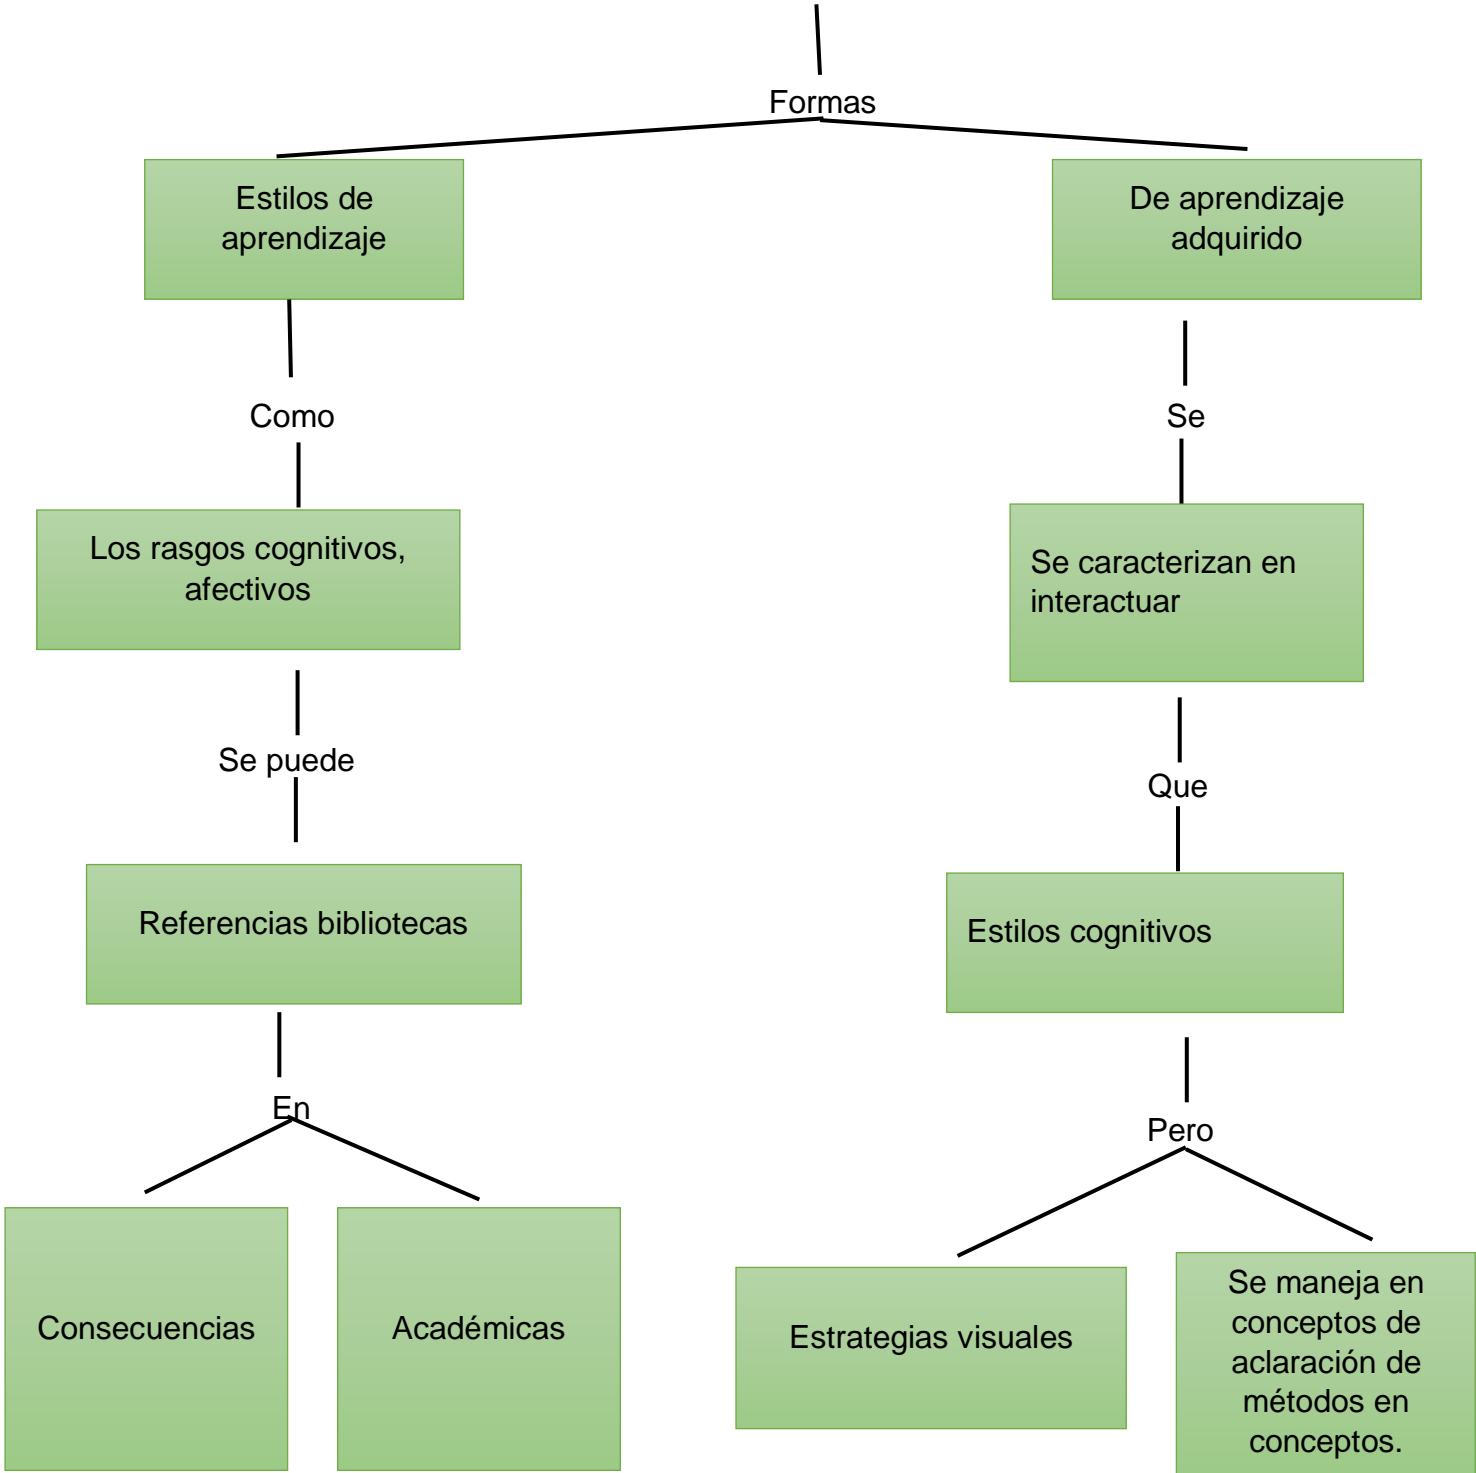 Formas
Estilos de
aprendizaje
De aprendizaje
adquirido
Como
Se
Los rasgos cognitivos,
afectivos
Se caracterizan en
interactuar
Se puede
Que
Referencias bibliotecas
Estilos cognitivos
En
Pero
Consecuencias
Académicas
Estrategias visuales
Se maneja en
conceptos de
aclaración de
métodos en
conceptos.